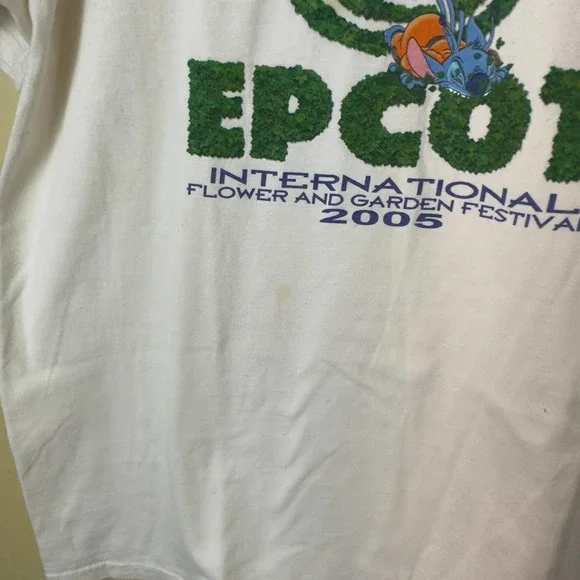 EPCOT
INTERNATIONAL
FLOWER AND GARDEN FESTIVAL
2005